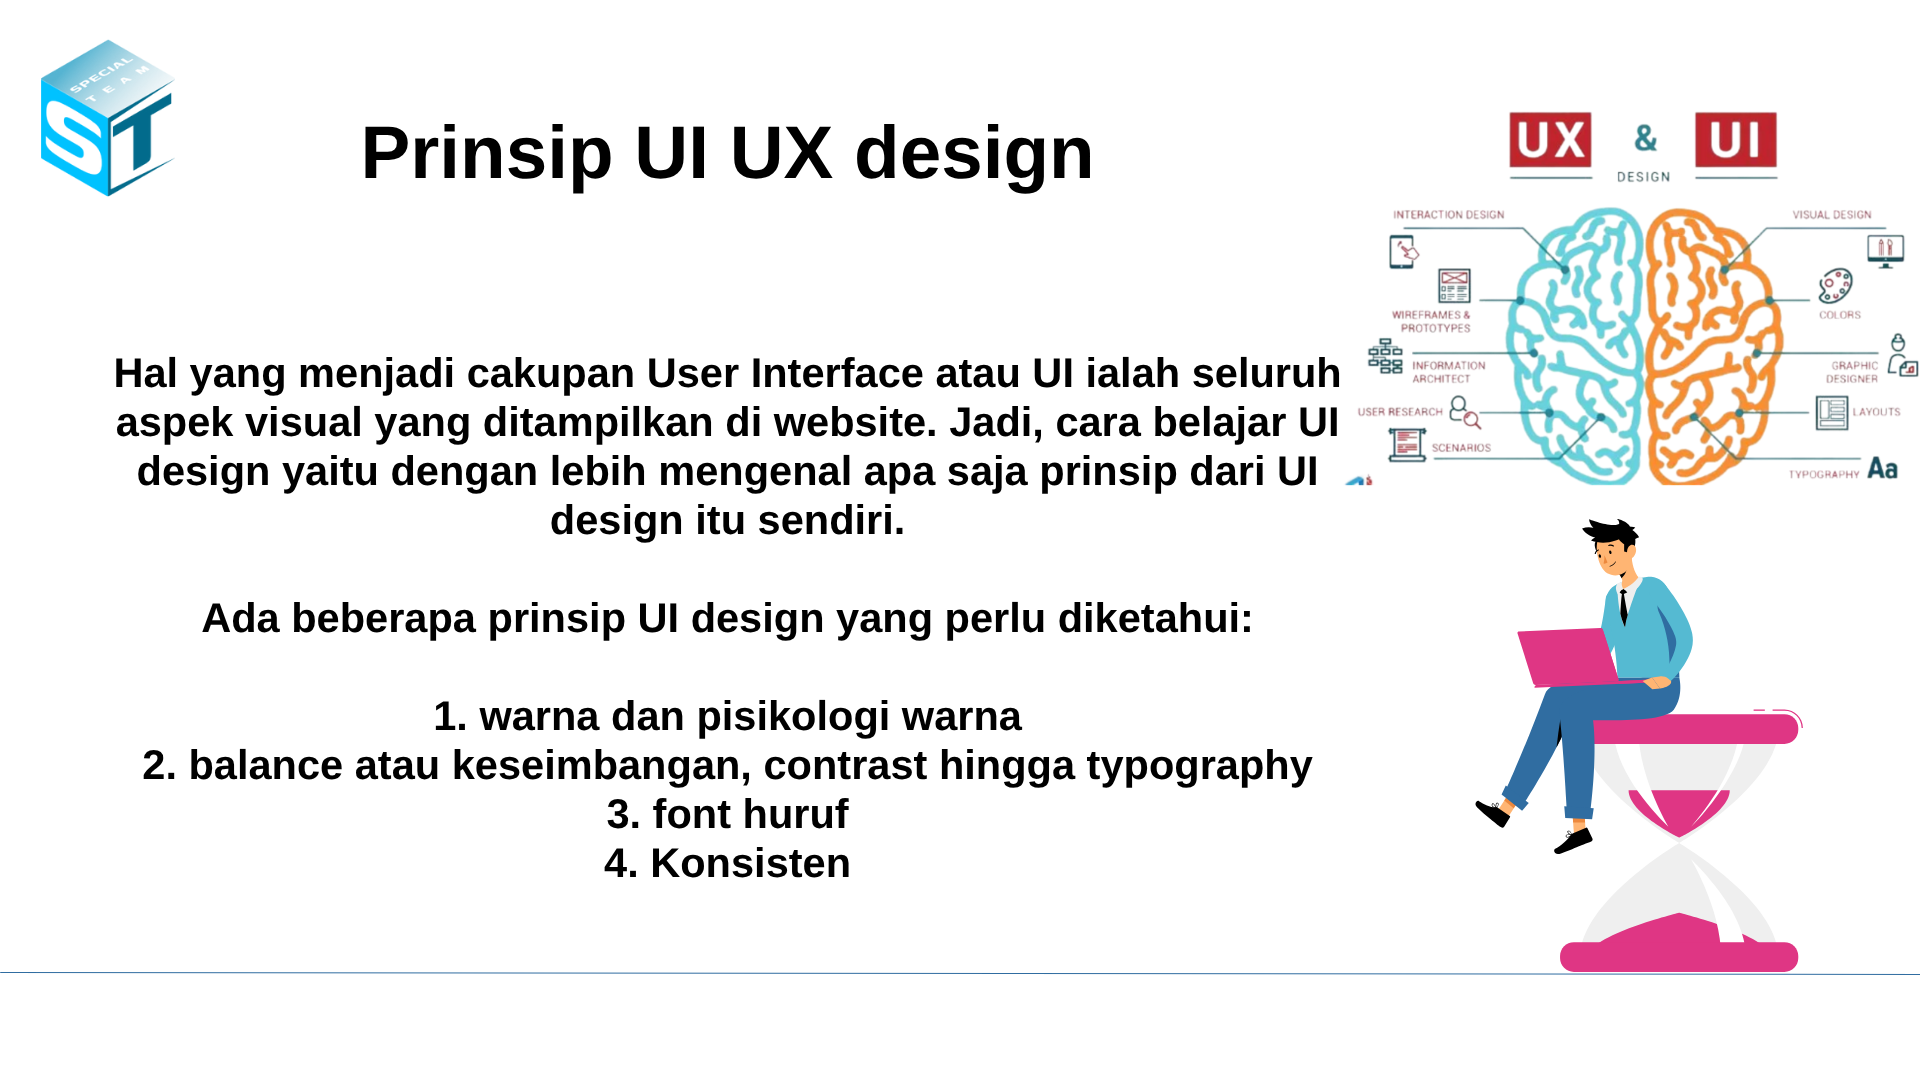 SPECIAL
TEAM
ST
Prinsip UI UX design
Hal yang menjadi cakupan User Interface atau UI ialah seluruh
aspek visual yang ditampilkan di website. Jadi, cara belajar UI
design yaitu dengan lebih mengenal apa saja prinsip dari UI
design itu sendiri.
Ada beberapa prinsip UI design yang perlu diketahui:
1. warna dan pisikologi warna
2. balance atau keseimbangan, contrast hingga typography
3. font huruf
4. Konsisten
UX & UI
DESIGN
INTERACTION DESIGN
WIREFRAMES &
PROTOTYPES
INFORMATION
ARCHITECT
USER RESEARCH
SCENARIOS
VISUAL DESIGN
COLORS
GRAPHIC
DESIGNER
LAYOUTS
TYPOGRAPHY Aa